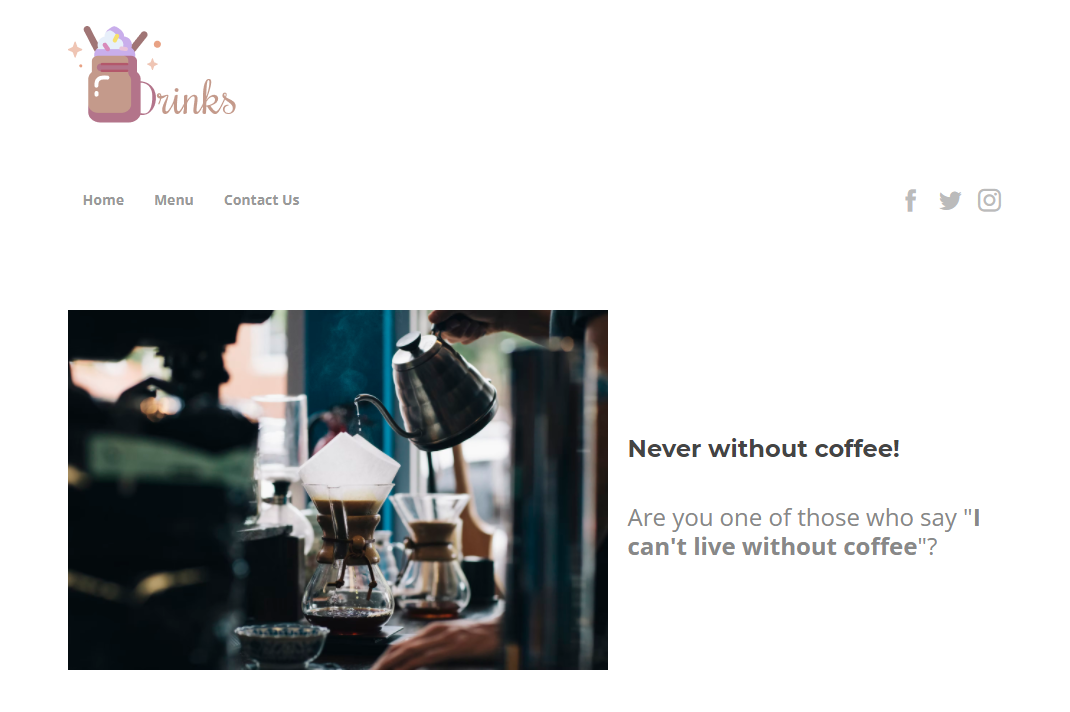 Drinks
Home Menu Contact Us
Never without coffee!
Are you one of those who say "I
can't live without coffee"?